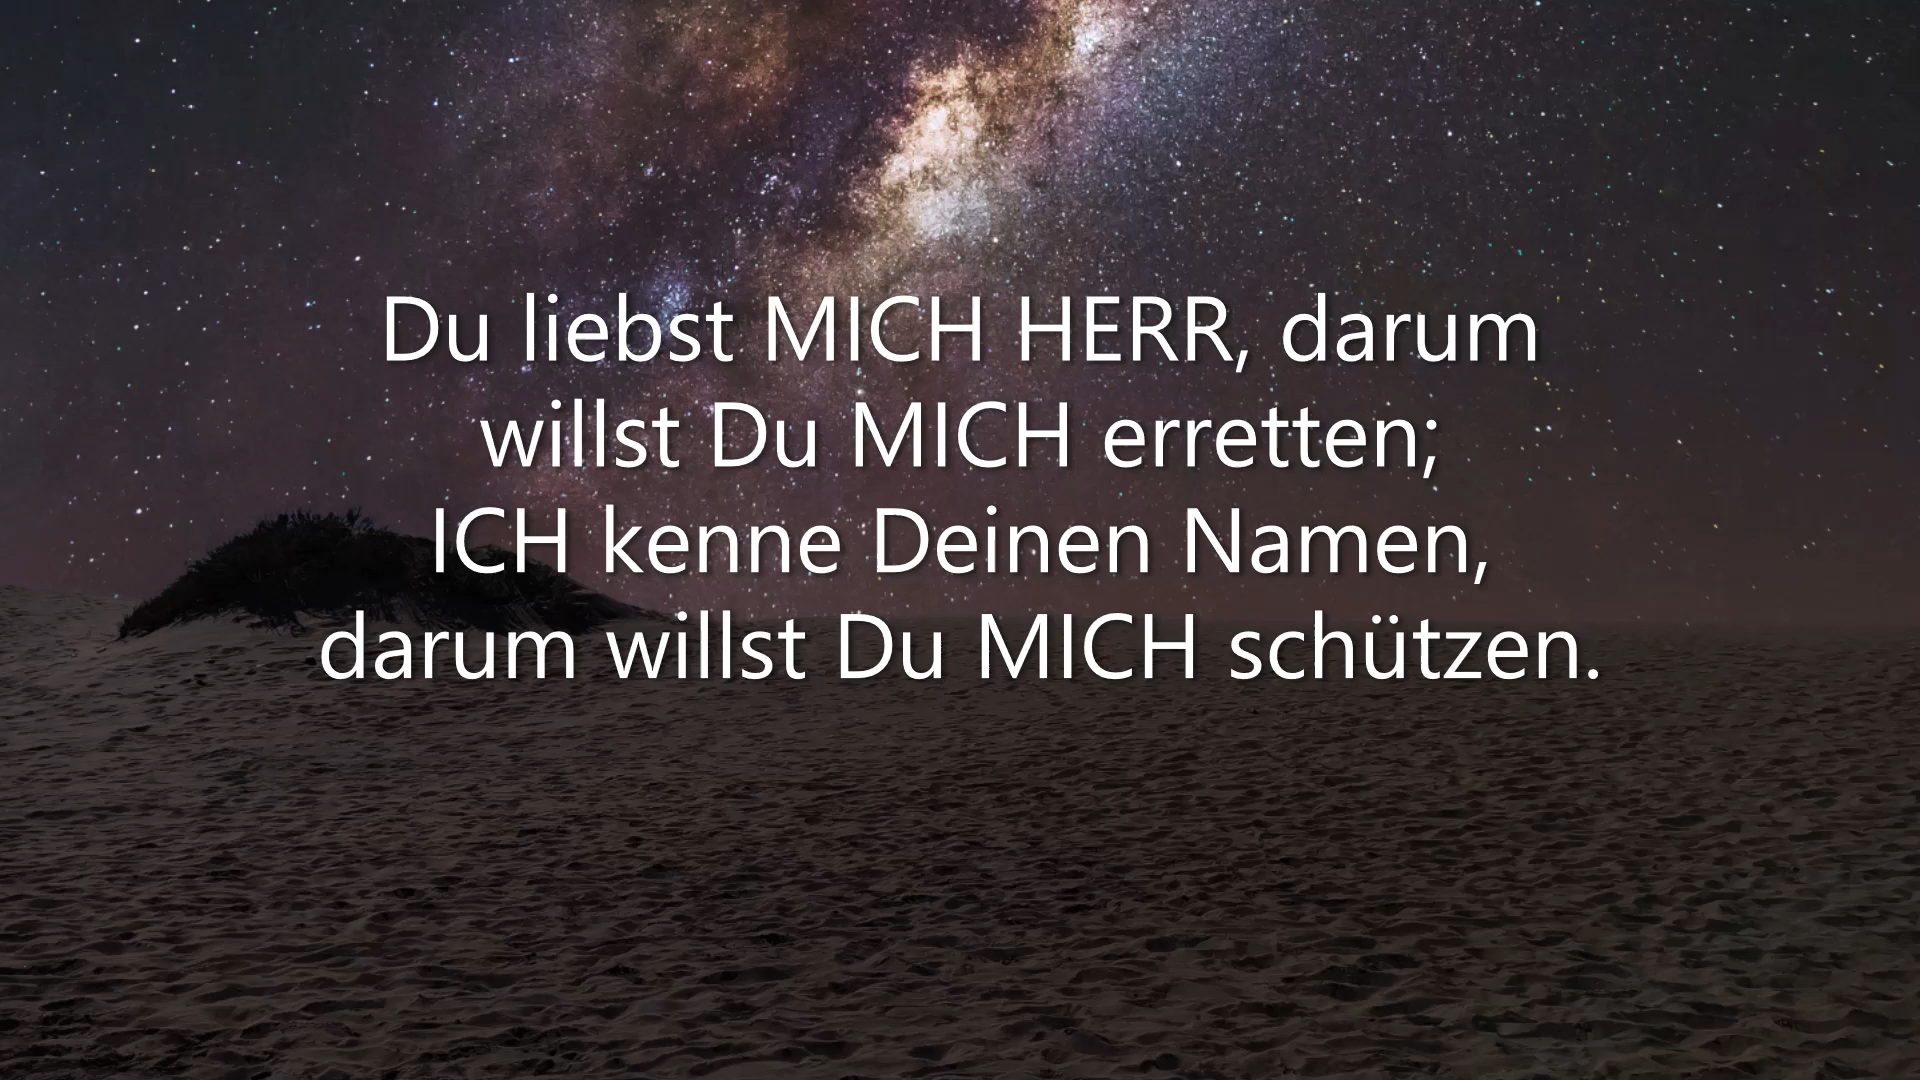 Du liebst MICH HERR, darum
willst Du MICH erretten;
ICH kenne Deinen Namen,
darum willst Du MICH schützen.